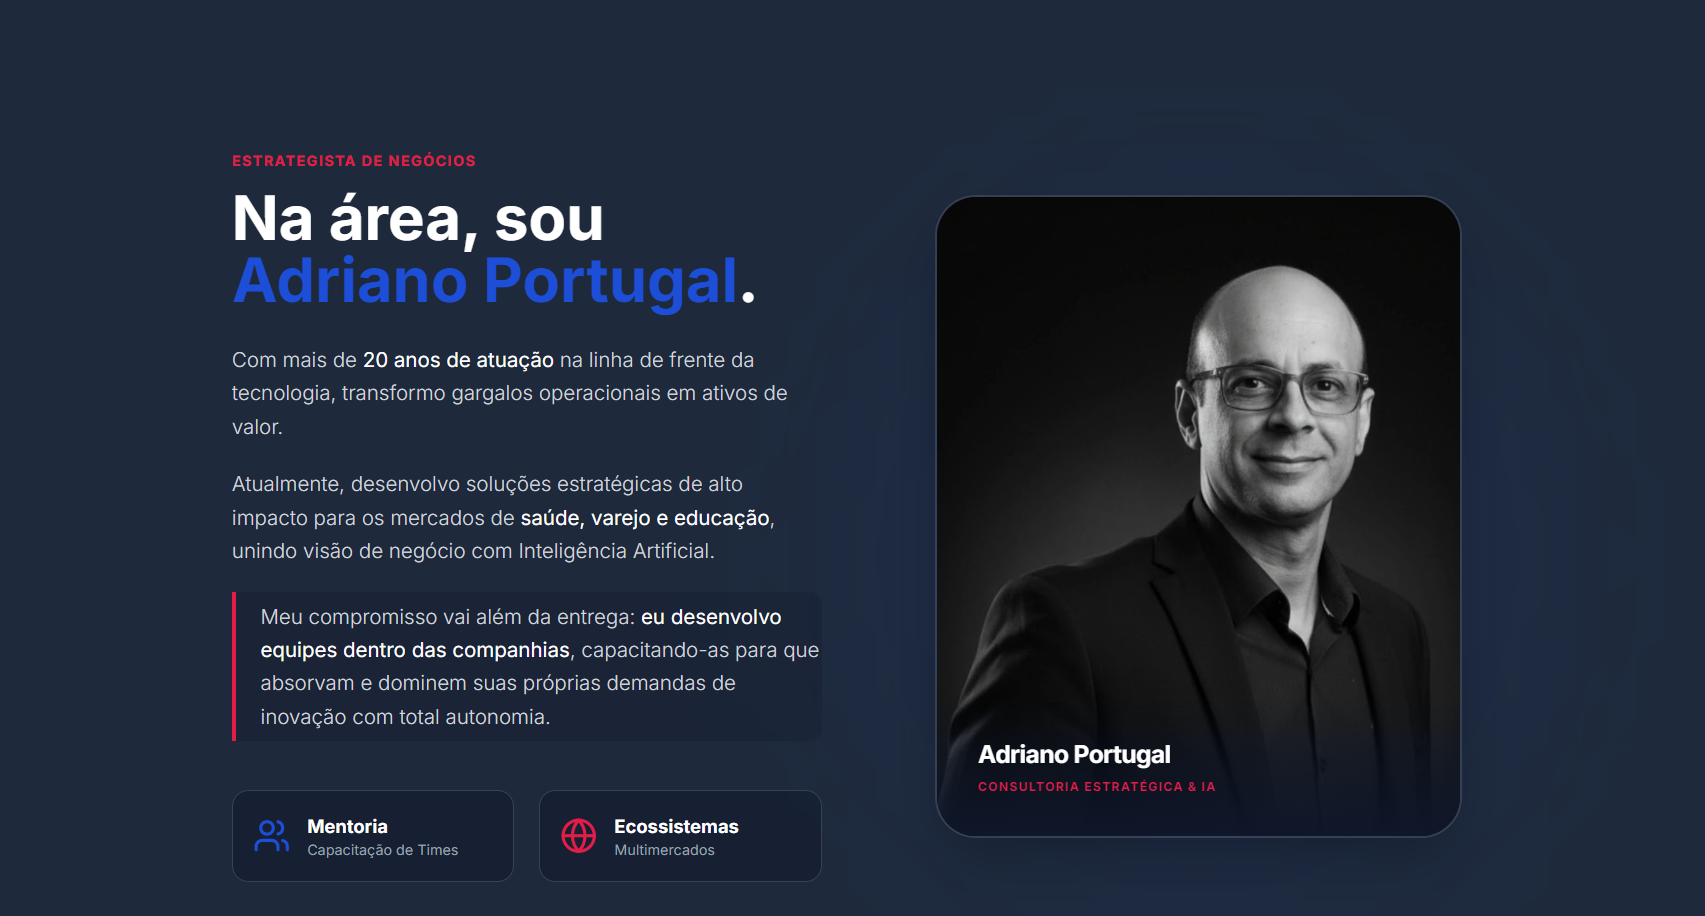 ESTRATEGISTA DE NEGÓCIOS
Na área, sou
Adriano Portugal.
Com mais de 20 anos de atuação na linha de frente da
tecnologia, transformo gargalos operacionais em ativos de
valor.
Atualmente, desenvolvo soluções estratégicas de alto
impacto para os mercados de saúde, varejo e educação,
unindo visão de negócio com Inteligência Artificial.
Meu compromisso vai além da entrega: eu desenvolvo
equipes dentro das companhias, capacitando-as para que
absorvam e dominem suas próprias demandas de
inovação com total autonomia.
Mentoria
Capacitação de Times
Ecossistemas
Multimercados
Adriano Portugal
CONSULTORIA ESTRATÉGICA & IA